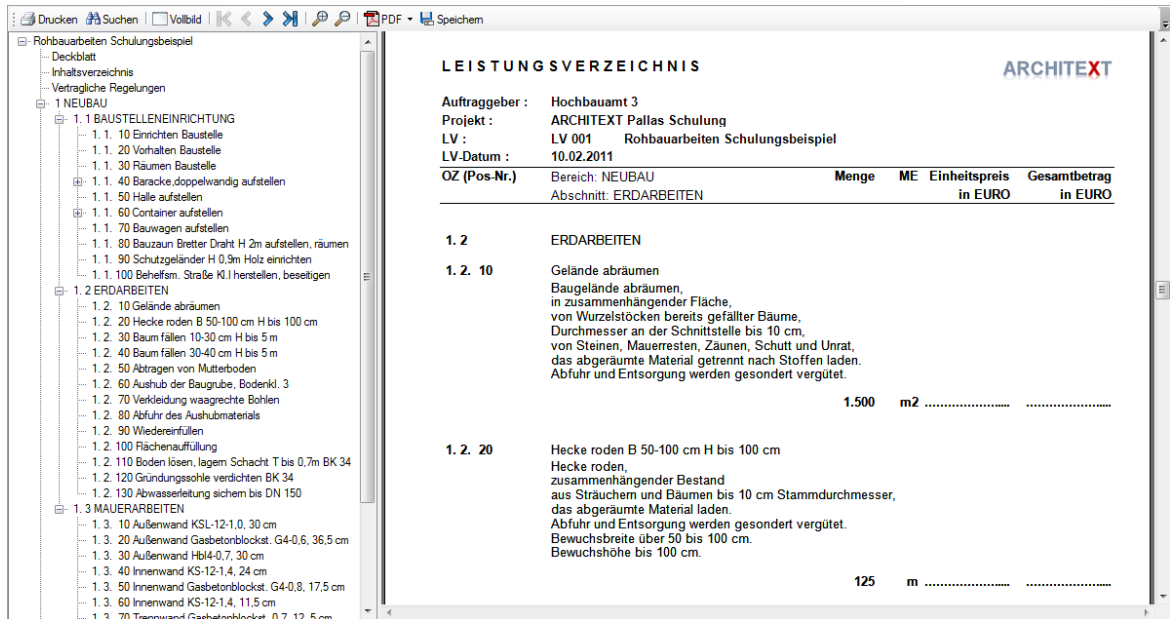 Drucken Suchen Vollbild PDF Speichern
Rohbauarbeiten Schulungsbeispiel
Deckblatt
Inhaltsverzeichnis
Vertragliche Regelungen
1 NEUBAU
1. 1 BAUSTELLENEINRICHTUNG
1. 1. 10 Einrichten Baustelle
1. 1. 20 Vorhalten Baustelle
1. 1. 30 Räumen Baustelle
1. 1. 40 Baracke,doppelwandig aufstellen
1. 1. 50 Halle aufstellen
1. 1. 60 Container aufstellen
1. 1. 70 Bauwagen aufstellen
1. 1. 80 Bauzaun Bretter Draht H 2m aufstellen, räumen
1. 1. 90 Schutzgeländer H 0,9m Holz einrichten
1. 1. 100 Behelfsm. Straße Kl.I herstellen, beseitigen
1. 2 ERDARBEITEN
1. 2. 10 Gelände abräumen
1. 2. 20 Hecke roden B 50-100 cm H bis 100 cm
1. 2. 30 Baum fällen 10-30 cm H bis 5 m
1. 2. 40 Baum fällen 30-40 cm H bis 5 m
1. 2. 50 Abtragen von Mutterboden
1. 2. 60 Aushub der Baugrube, Bodenkl. 3
1. 2. 70 Verkleidung waagrechte Bohlen
1. 2. 80 Abfuhr des Aushubmaterials
1. 2. 90 Wiedereinfüllen
1. 2. 100 Flächenauffüllung
1. 2. 110 Boden lösen, lagern Schacht T bis 0,7m BK 34
1. 2. 120 Gründungssohle verdichten BK 34
1. 2. 130 Abwasserleitung sichern bis DN 150
1. 3 MAUERARBEITEN
1. 3. 10 Außenwand KSL-12-1,0, 30 cm
1. 3. 20 Außenwand Gasbetonblockst. G4-0,6, 36,5 cm
1. 3. 30 Außenwand Hbl4-0,7, 30 cm
1. 3. 40 Innenwand KS-12-1,4, 24 cm
1. 3. 50 Innenwand Gasbetonblockst. G4-0,8, 17,5 cm
1. 3. 60 Innenwand KS-12-1,4, 11,5 cm
1. 3. 70 Trennwand Gasbetonblockst. 0,7, 12, 5 cm
LEISTUNGSVERZEICHNIS ARCHITEXT
Auftraggeber : Hochbauamt 3
Projekt : ARCHITEXT Pallas Schulung
LV : LV 001 Rohbauarbeiten Schulungsbeispiel
LV-Datum : 10.02.2011
OZ (Pos-Nr.) Bereich: NEUBAU Menge ME Einheitspreis Gesamtbetrag
Abschnitt: ERDARBEITEN in EURO in EURO
1. 2 ERDARBEITEN
1. 2. 10 Gelände abräumen
Baugelände abräumen,
in zusammenhängender Fläche,
von Wurzelstöcken bereits gefällter Bäume,
Durchmesser an der Schnittstelle bis 10 cm,
von Steinen, Mauerresten, Zäunen, Schutt und Unrat,
das abgeräumte Material getrennt nach Stoffen laden.
Abfuhr und Entsorgung werden gesondert vergütet.
1.500 m2 ..................... .....................
1. 2. 20 Hecke roden B 50-100 cm H bis 100 cm
Hecke roden,
zusammenhängender Bestand
aus Sträuchern und Bäumen bis 10 cm Stammdurchmesser,
das abgeräumte Material laden.
Abfuhr und Entsorgung werden gesondert vergütet.
Bewuchsbreite über 50 bis 100 cm.
Bewuchshöhe bis 100 cm.
125 m ..................... .....................